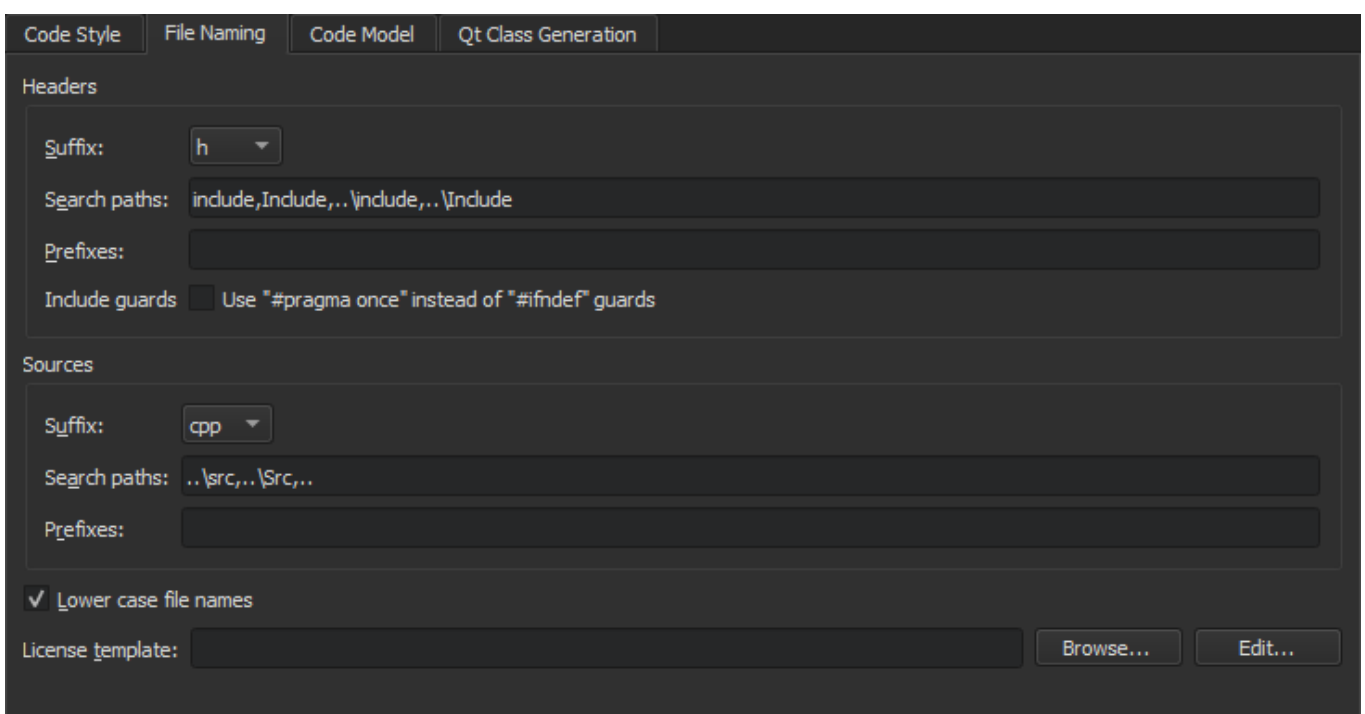 Code Style File Naming Code Model Qt Class Generation
Headers
Suffix: h
Search paths: include,Include,..\include,..\Include
Prefixes:
Include guards Use "#pragma once" instead of "#ifndef" guards
Sources
Suffix: cpp
Search paths: ..\src,..\Src,..
Prefixes:
Lower case file names
License template: Browse... Edit...